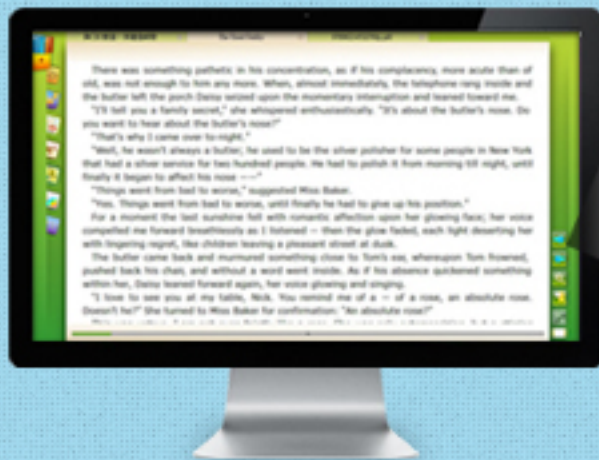 There was something pathetic in his concentration, as if his complacency, more acute than of
old, was not enough to him any more. When, almost immediately, the telephone rang inside and
the butler left the porch Daisy seized upon the momentary interruption and leaned toward me.
"I'll tell you a family secret," she whispered enthusiastically. "It's about the butler's nose. Do
you want to hear about the butler's nose?"
"That's why I came over to-night."
"Well, he wasn't always a butler; he used to be the silver polisher for some people in New York
that had a silver service for two hundred people. He had to polish it from morning till night, until
finally it began to affect his nose ——"
"Things went from bad to worse," suggested Miss Baker.
"Yes. Things went from bad to worse, until finally he had to give up his position."
For a moment the last sunshine fell with romantic affection upon her glowing face; her voice
compelled me forward breathlessly as I listened — then the glow faded, each light deserting her
with lingering regret, like children leaving a pleasant street at dusk.
The butler came back and murmured something close to Tom's ear, whereupon Tom frowned,
pushed back his chair, and without a word went inside. As if his absence quickened something
within her, Daisy leaned forward again, her voice glowing and singing.
"I love to see you at my table, Nick. You remind me of a — of a rose, an absolute rose.
Doesn't he?" She turned to Miss Baker for confirmation: "An absolute rose?"